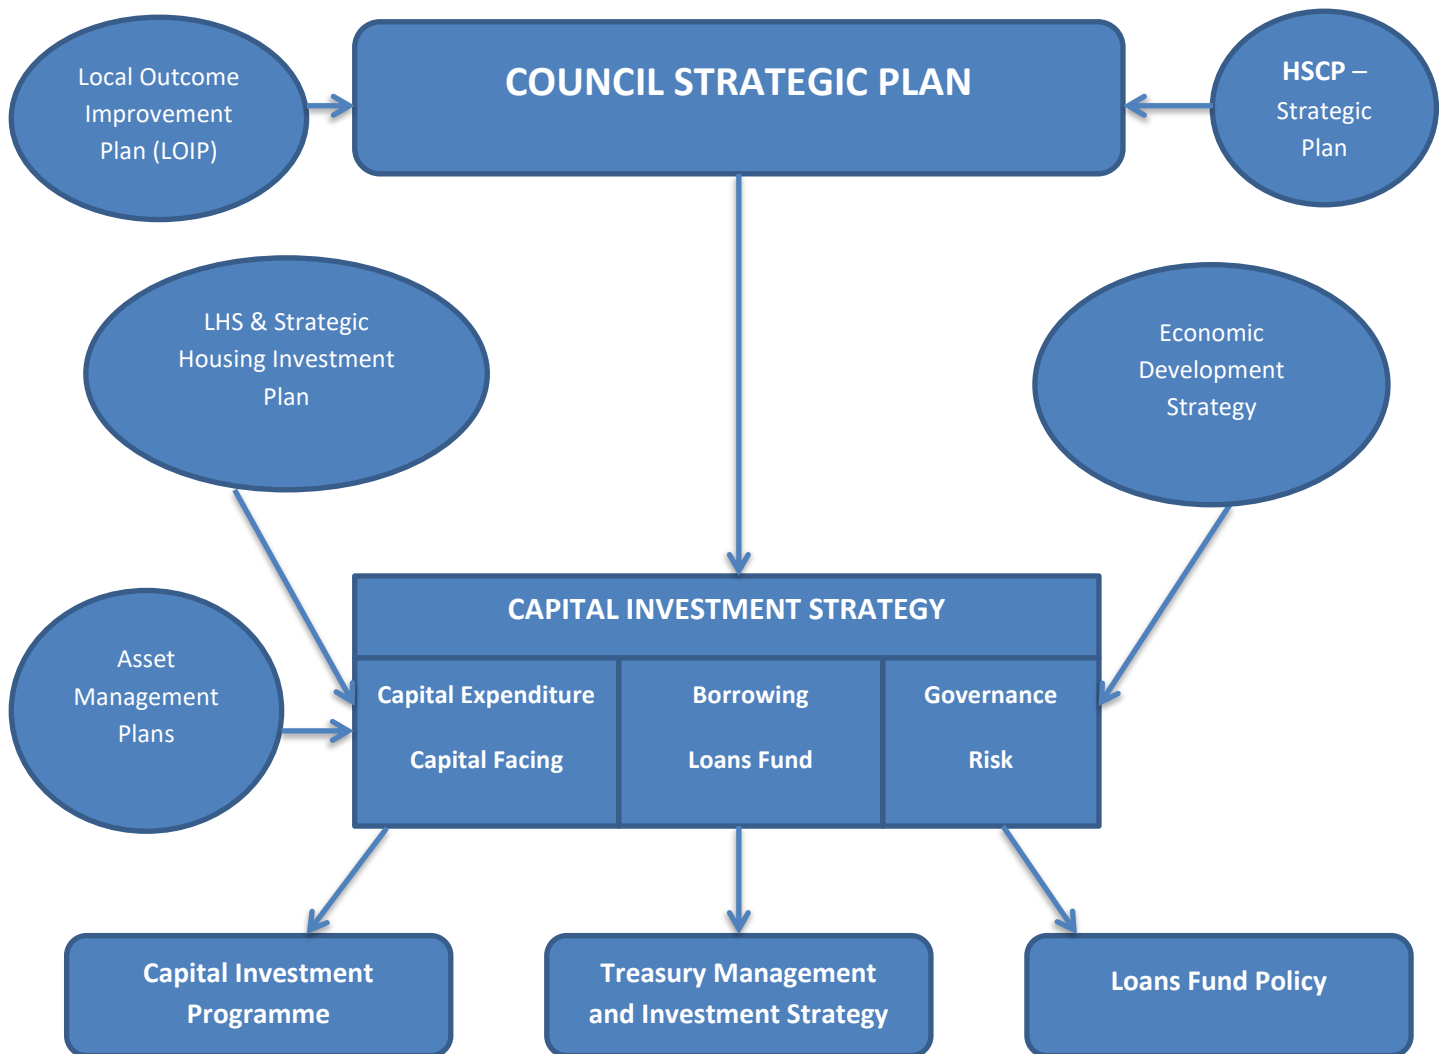 Local Outcome
Improvement
Plan (LOIP)
COUNCIL STRATEGIC PLAN
HSCP –
Strategic
Plan
LHS & Strategic
Housing Investment
Plan
Economic
Development
Strategy
CAPITAL INVESTMENT STRATEGY
Asset
Management
Plans
Capital Expenditure
Capital Facing
Borrowing
Loans Fund
Governance
Risk
Capital Investment
Programme
Treasury Management
and Investment Strategy
Loans Fund Policy